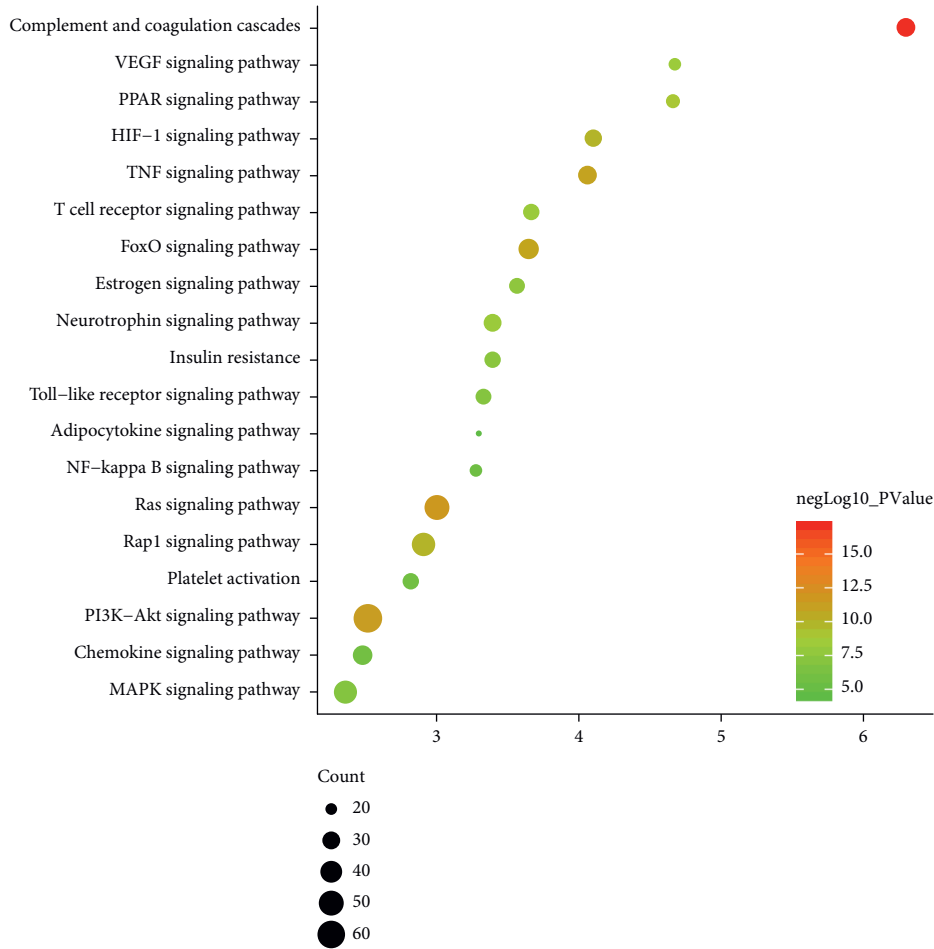 Complement and coagulation cascades
VEGF signaling pathway
PPAR signaling pathway
HIF−1 signaling pathway
TNF signaling pathway
T cell receptor signaling pathway
FoxO signaling pathway
Estrogen signaling pathway
Neurotrophin signaling pathway
Insulin resistance
Toll−like receptor signaling pathway
Adipocytokine signaling pathway
NF−kappa B signaling pathway
Ras signaling pathway
Rap1 signaling pathway
Platelet activation
PI3K−Akt signaling pathway
Chemokine signaling pathway
MAPK signaling pathway
negLog10_PValue
15.0
12.5
10.0
7.5
5.0
3 4 5 6
Count
20
30
40
50
60